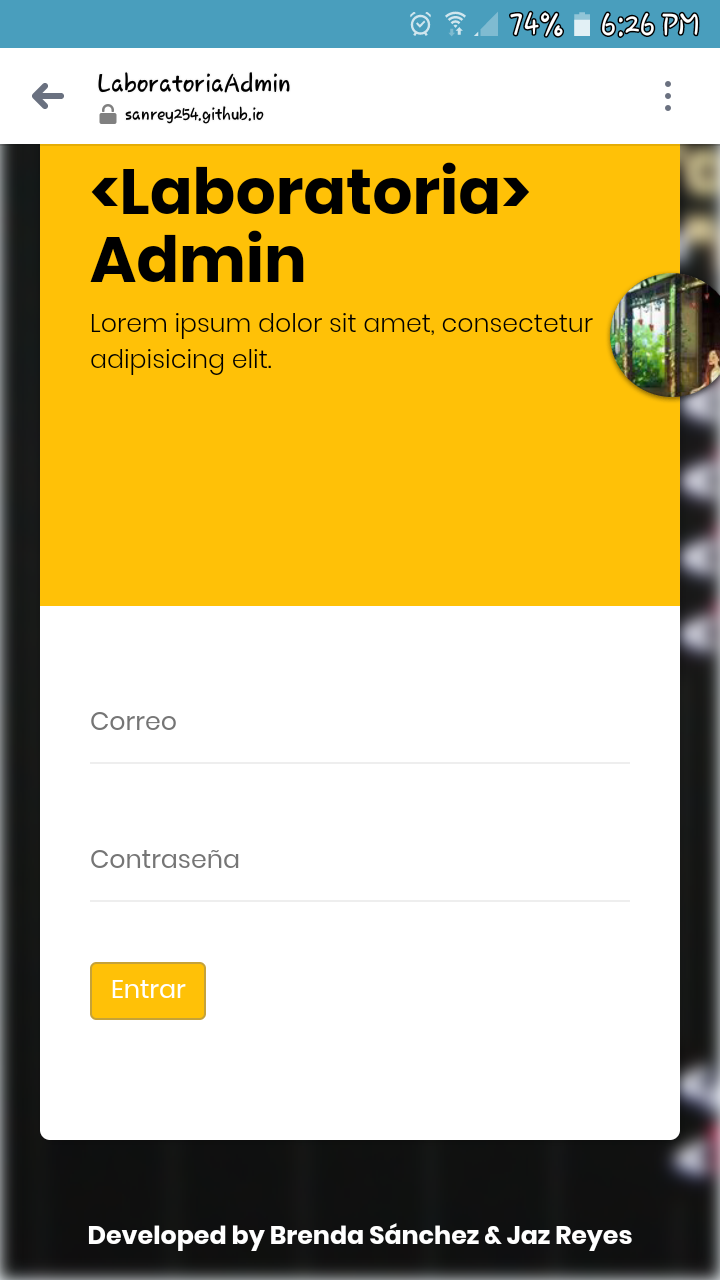 74% 6:26 PM
LaboratoriaAdmin
sanrey254.github.io
<Laboratoria>
Admin
Lorem ipsum dolor sit amet, consectetur
adipisicing elit.
Correo
Contraseña
Entrar
Developed by Brenda Sánchez & Jaz Reyes